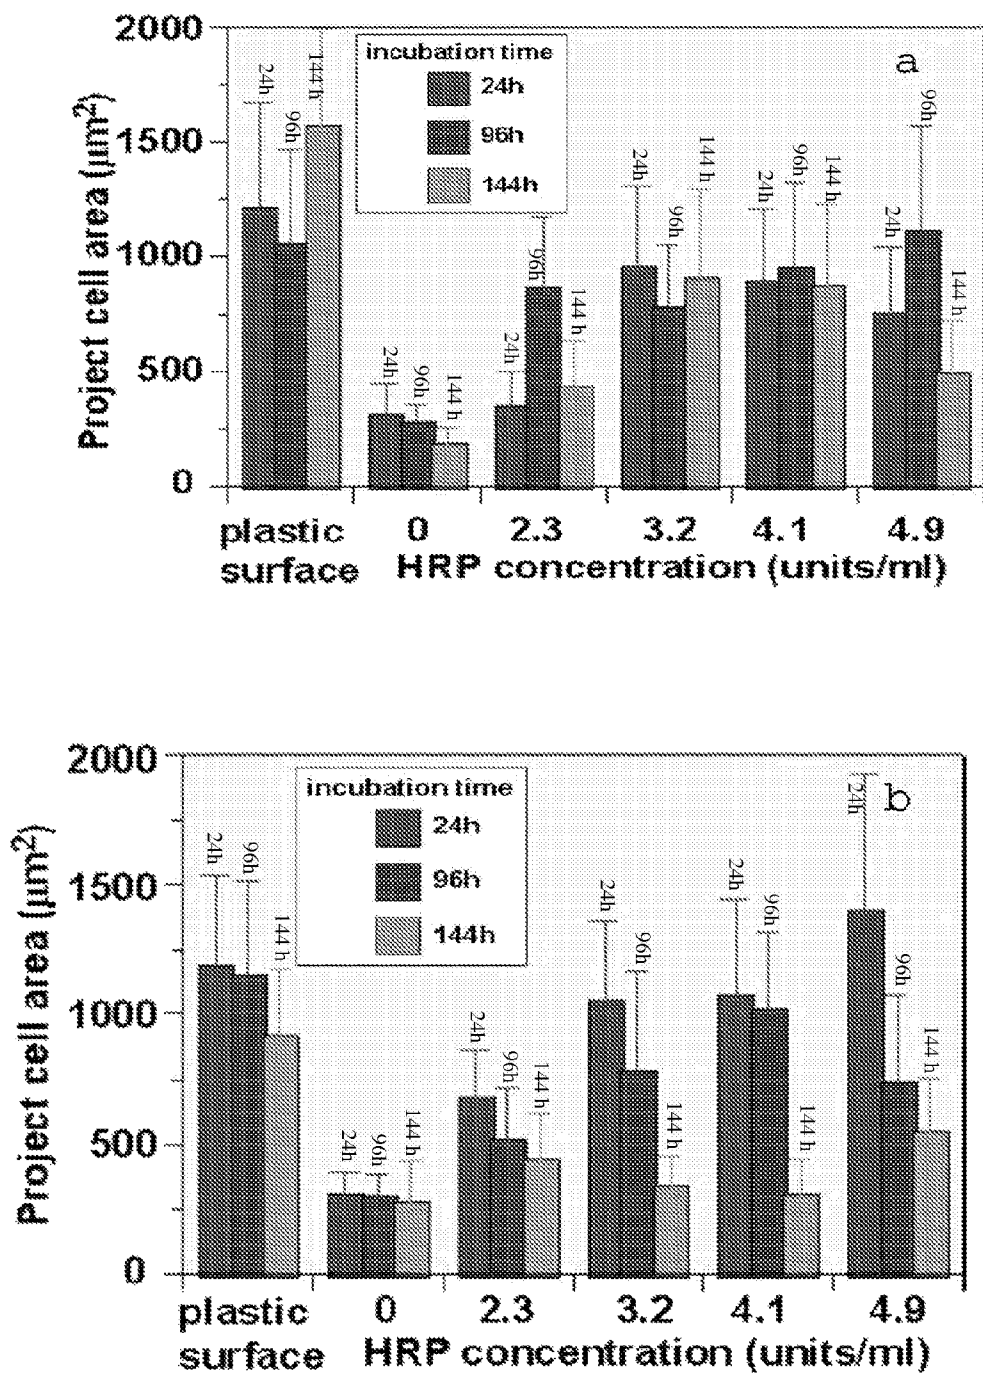 2000
1500
1000
500
0
Project cell area (µm²)
incubation time
24h
96h
144h
a
24h
96h
144 h
24h
96h
144 h
24h
96h
144 h
24h
96h
144 h
24h
96h
144 h
24h
96h
144 h
plastic surface
0
2.3
3.2
4.1
4.9
HRP concentration (units/ml)
2000
1500
1000
500
0
Project cell area (µm²)
incubation time
24h
96h
144h
b
24h
96h
144 h
24h
96h
144 h
24h
96h
144 h
24h
96h
144 h
24h
96h
144 h
24h
96h
144 h
plastic surface
0
2.3
3.2
4.1
4.9
HRP concentration (units/ml)